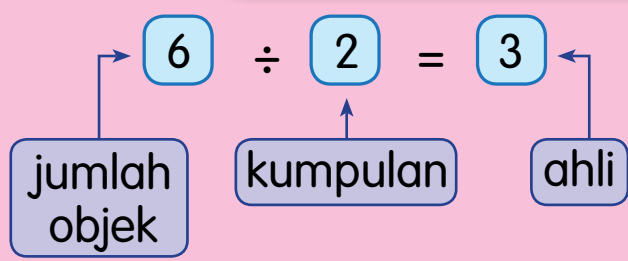 6 ÷ 2 = 3
jumlah
objek
kumpulan
ahli